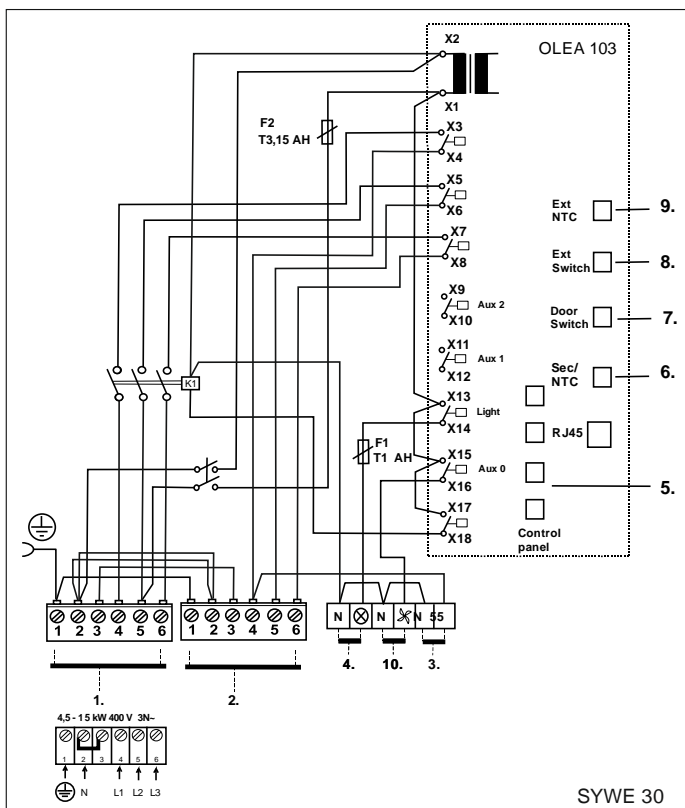 X2
OLEA 103
X1
F2
T3,15 AH
X3
X4
X5
X6
Ext
NTC
9.
X7
X8
Ext
Switch
8.
X9
Aux 2
X10
Door
Switch
7.
X11
Aux 1
X12
Sec/
NTC
6.
K1
X13
Light
X14
RJ45
F1
T1 AH
X15
Aux 0
X16
5.
X17
X18
Control
panel
1 2 3 4 5 6
1 2 3 4 5 6
N N N 55
4. 10. 3.
1. 2.
4,5 - 15 kW 400 V 3N~
1 2 3 4 5 6
N L1 L2 L3
SYWE 30